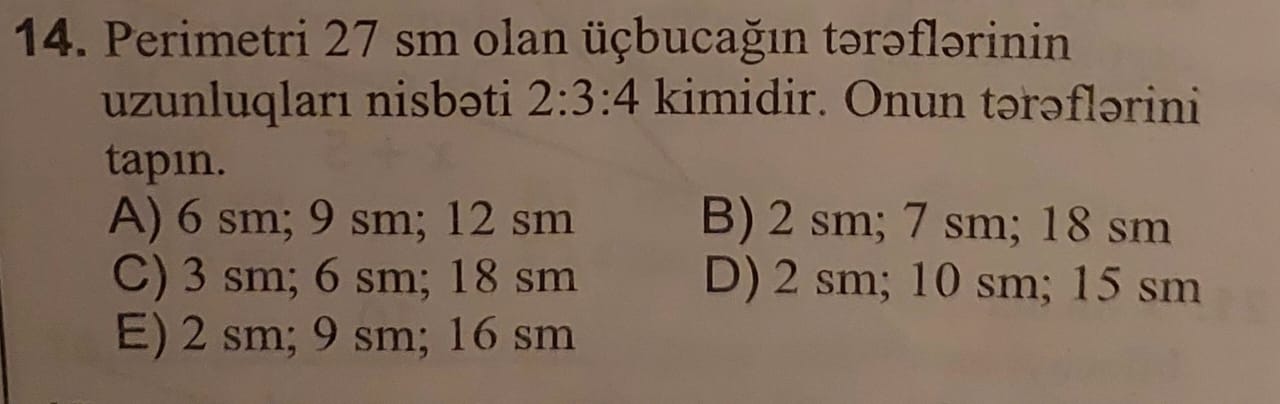 14. Perimetri 27 sm olan üçbucağın tərəflərinin
uzunluqları nisbəti 2:3:4 kimidir. Onun tərəflərini
tapın.
A) 6 sm; 9 sm; 12 sm B) 2 sm; 7 sm; 18 sm
C) 3 sm; 6 sm; 18 sm D) 2 sm; 10 sm; 15 sm
E) 2 sm; 9 sm; 16 sm